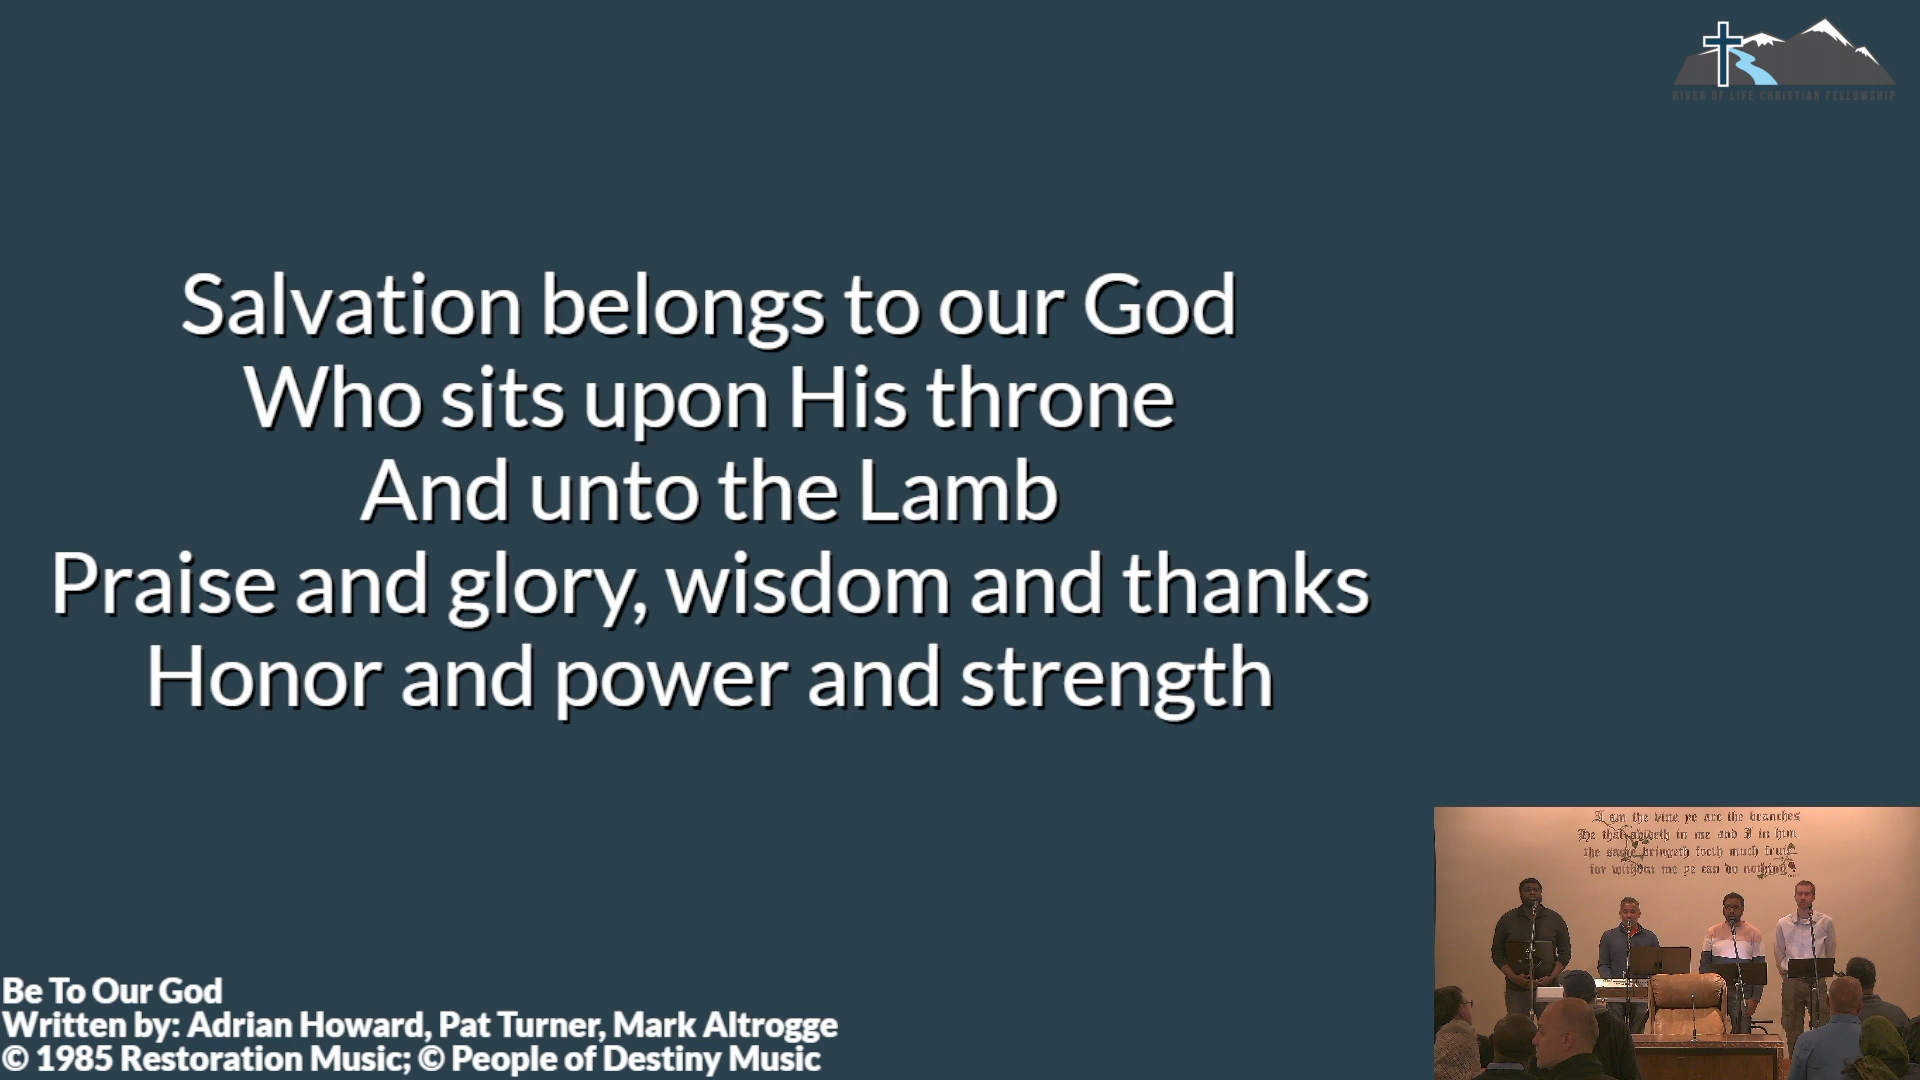 RIVER OF LIFE CHRISTIAN FELLOWSHIP
Salvation belongs to our God
Who sits upon His throne
And unto the Lamb
Praise and glory, wisdom and thanks
Honor and power and strength
I am the vine ye are the branches
He that abideth in me and I in him
the same bringeth forth much fruit
for without me ye can do nothing
Be To Our God
Written by: Adrian Howard, Pat Turner, Mark Altrogge
© 1985 Restoration Music; © People of Destiny Music